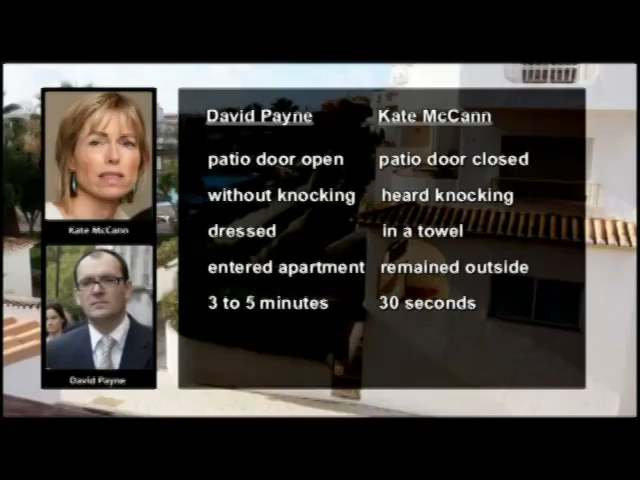 David Payne Kate McCann
patio door open patio door closed
without knocking heard knocking
dressed in a towel
entered apartment remained outside
3 to 5 minutes 30 seconds
Kate McCann
David Payne